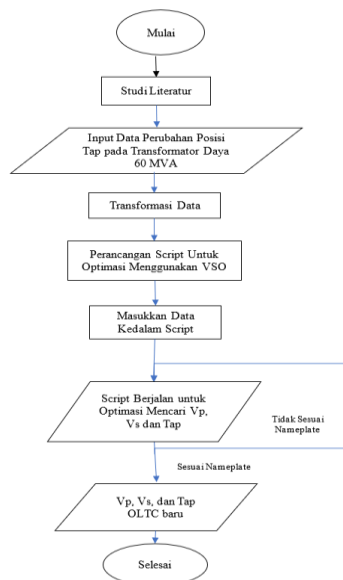 Mulai
Studi Literatur
Input Data Perubahan Posisi
Tap pada Transformator Daya
60 MVA
Transformasi Data
Perancangan Script Untuk
Optimasi Menggunakan VSO
Masukkan Data
Kedalam Script
Script Berjalan untuk
Optimasi Mencari Vp,
Vs dan Tap
Tidak Sesuai
Nameplate
Sesuai Nameplate
Vp, Vs, dan Tap
OLTC baru
Selesai